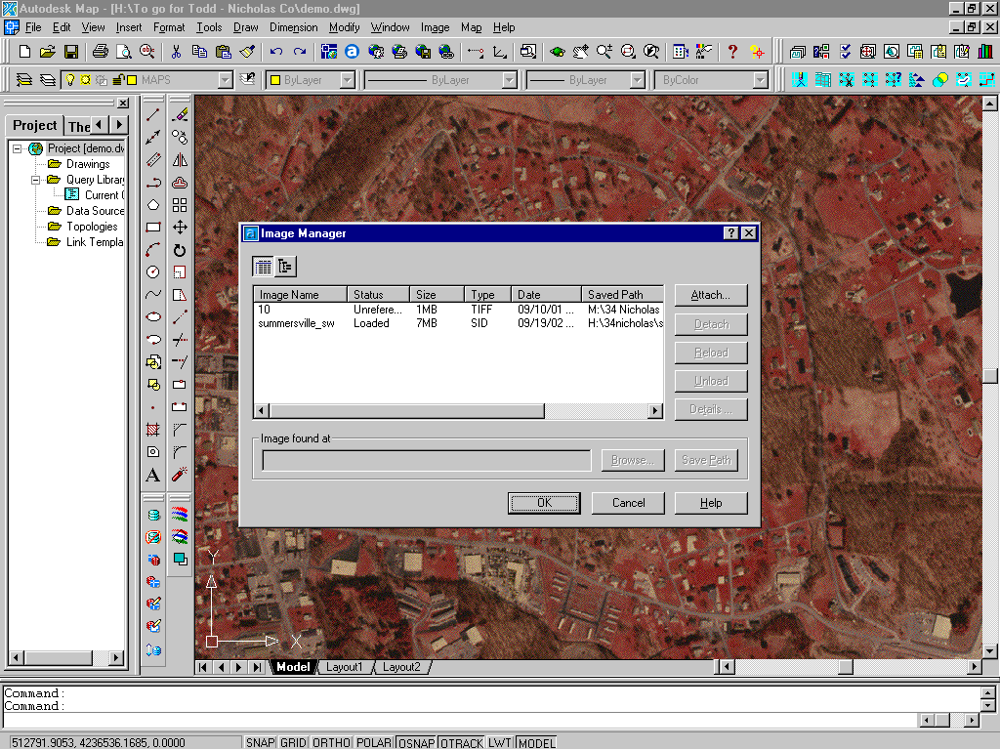 Autodesk Map - [H:\To go for Todd - Nicholas Co\demo.dwg]
File Edit View Insert Format Tools Draw Dimension Modify Window Image Map Help
MAPS ByLayer ByLayer ByLayer ByColor
Project The
Project [demo.dw
Drawings
Query Library
Current
Data Source
Topologies
Link Templa
Image Manager
Image Name Status Size Type Date Saved Path
10 Unrefere... 1MB TIFF 09/10/01 ... M:\34 Nicholas
summersville_sw Loaded 7MB SID 09/19/02 ... H:\34nicholas\s
Attach...
Detach
Reload
Unload
Details...
Image found at
Browse... Save Path
OK Cancel Help
Y
X
Model Layout1 Layout2
Command:
Command:
512791.9053, 4236536.1685, 0.0000 SNAP GRID ORTHO POLAR OSNAP OTRACK LWT MODEL